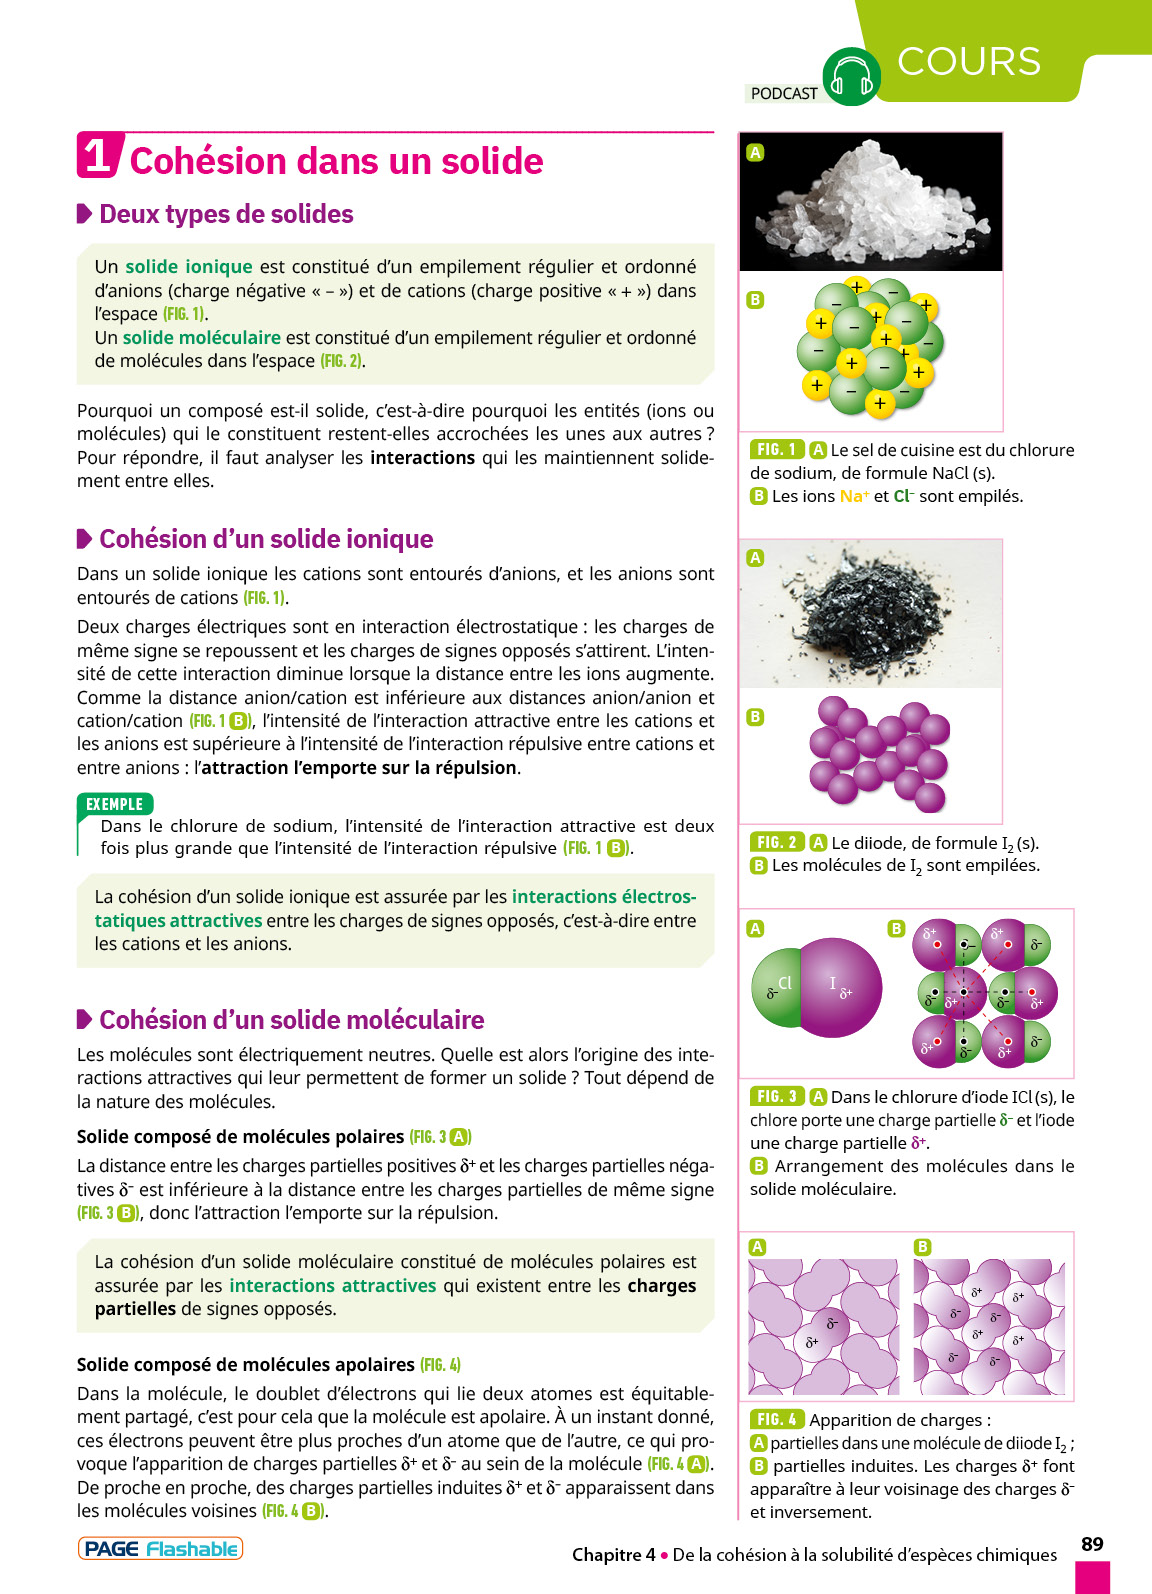 COURS
PODCAST
1 Cohésion dans un solide
Deux types de solides
Un solide ionique est constitué d’un empilement régulier et ordonné
d’anions (charge négative « – ») et de cations (charge positive « + ») dans
l’espace (FIG. 1).
Un solide moléculaire est constitué d’un empilement régulier et ordonné
de molécules dans l’espace (FIG. 2).
Pourquoi un composé est-il solide, c’est-à-dire pourquoi les entités (ions ou
molécules) qui le constituent restent-elles accrochées les unes aux autres ?
Pour répondre, il faut analyser les interactions qui les maintiennent solide-
ment entre elles.
Cohésion d’un solide ionique
Dans un solide ionique les cations sont entourés d’anions, et les anions sont
entourés de cations (FIG. 1).
Deux charges électriques sont en interaction électrostatique : les charges de
même signe se repoussent et les charges de signes opposés s’attirent. L’inten-
sité de cette interaction diminue lorsque la distance entre les ions augmente.
Comme la distance anion/cation est inférieure aux distances anion/anion et
cation/cation (FIG. 1 B), l’intensité de l’interaction attractive entre les cations et
les anions est supérieure à l’intensité de l’interaction répulsive entre cations et
entre anions : l’attraction l’emporte sur la répulsion.
EXEMPLE
Dans le chlorure de sodium, l’intensité de l’interaction attractive est deux
fois plus grande que l’intensité de l’interaction répulsive (FIG. 1 B).
La cohésion d’un solide ionique est assurée par les interactions électros-
tatiques attractives entre les charges de signes opposés, c’est-à-dire entre
les cations et les anions.
Cohésion d’un solide moléculaire
Les molécules sont électriquement neutres. Quelle est alors l’origine des inte-
ractions attractives qui leur permettent de former un solide ? Tout dépend de
la nature des molécules.
Solide composé de molécules polaires (FIG. 3 A)
La distance entre les charges partielles positives δ⁺ et les charges partielles néga-
tives δ⁻ est inférieure à la distance entre les charges partielles de même signe
(FIG. 3 B), donc l’attraction l’emporte sur la répulsion.
La cohésion d’un solide moléculaire constitué de molécules polaires est
assurée par les interactions attractives qui existent entre les charges
partielles de signes opposés.
Solide composé de molécules apolaires (FIG. 4)
Dans la molécule, le doublet d’électrons qui lie deux atomes est équitable-
ment partagé, c’est pour cela que la molécule est apolaire. À un instant donné,
ces électrons peuvent être plus proches d’un atome que de l’autre, ce qui pro-
voque l’apparition de charges partielles δ⁺ et δ⁻ au sein de la molécule (FIG. 4 A).
De proche en proche, des charges partielles induites δ⁺ et δ⁻ apparaissent dans
les molécules voisines (FIG. 4 B).
A
B
+ – – + + – + – + – – + + – + + – – +
FIG. 1 A Le sel de cuisine est du chlorure
de sodium, de formule NaCl (s).
B Les ions Na⁺ et Cl⁻ sont empilés.
A
B
FIG. 2 A Le diiode, de formule I₂ (s).
B Les molécules de I₂ sont empilées.
A B
Cl I
δ⁻ δ⁺
δ⁺ δ⁻ δ⁺ δ⁻
δ⁻ δ⁺ δ⁻ δ⁺
δ⁺ δ⁻ δ⁺ δ⁻
FIG. 3 A Dans le chlorure d’iode ICl (s), le
chlore porte une charge partielle δ⁻ et l’iode
une charge partielle δ⁺.
B Arrangement des molécules dans le
solide moléculaire.
A B
δ⁻
δ⁺
δ⁺ δ⁺
δ⁻ δ⁻
δ⁺ δ⁺
δ⁻ δ⁻
FIG. 4 Apparition de charges :
A partielles dans une molécule de diiode I₂ ;
B partielles induites. Les charges δ⁺ font
apparaître à leur voisinage des charges δ⁻
et inversement.
PAGE Flashable
Chapitre 4 • De la cohésion à la solubilité d’espèces chimiques
89